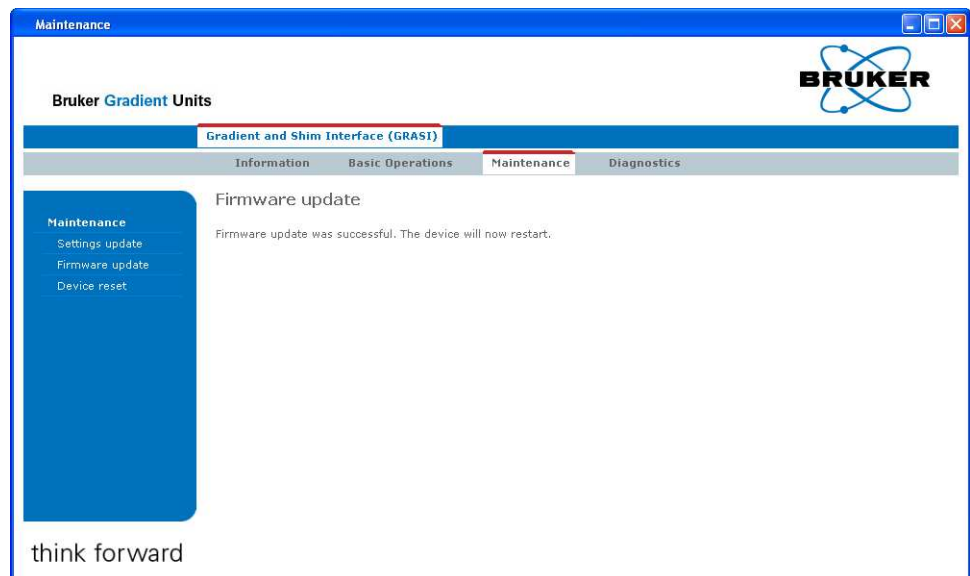 Maintenance
BRUKER
Bruker Gradient Units
Gradient and Shim Interface (GRASI)
Information Basic Operations Maintenance Diagnostics
Firmware update
Firmware update was successful. The device will now restart.
Maintenance
Settings update
Firmware update
Device reset
think forward